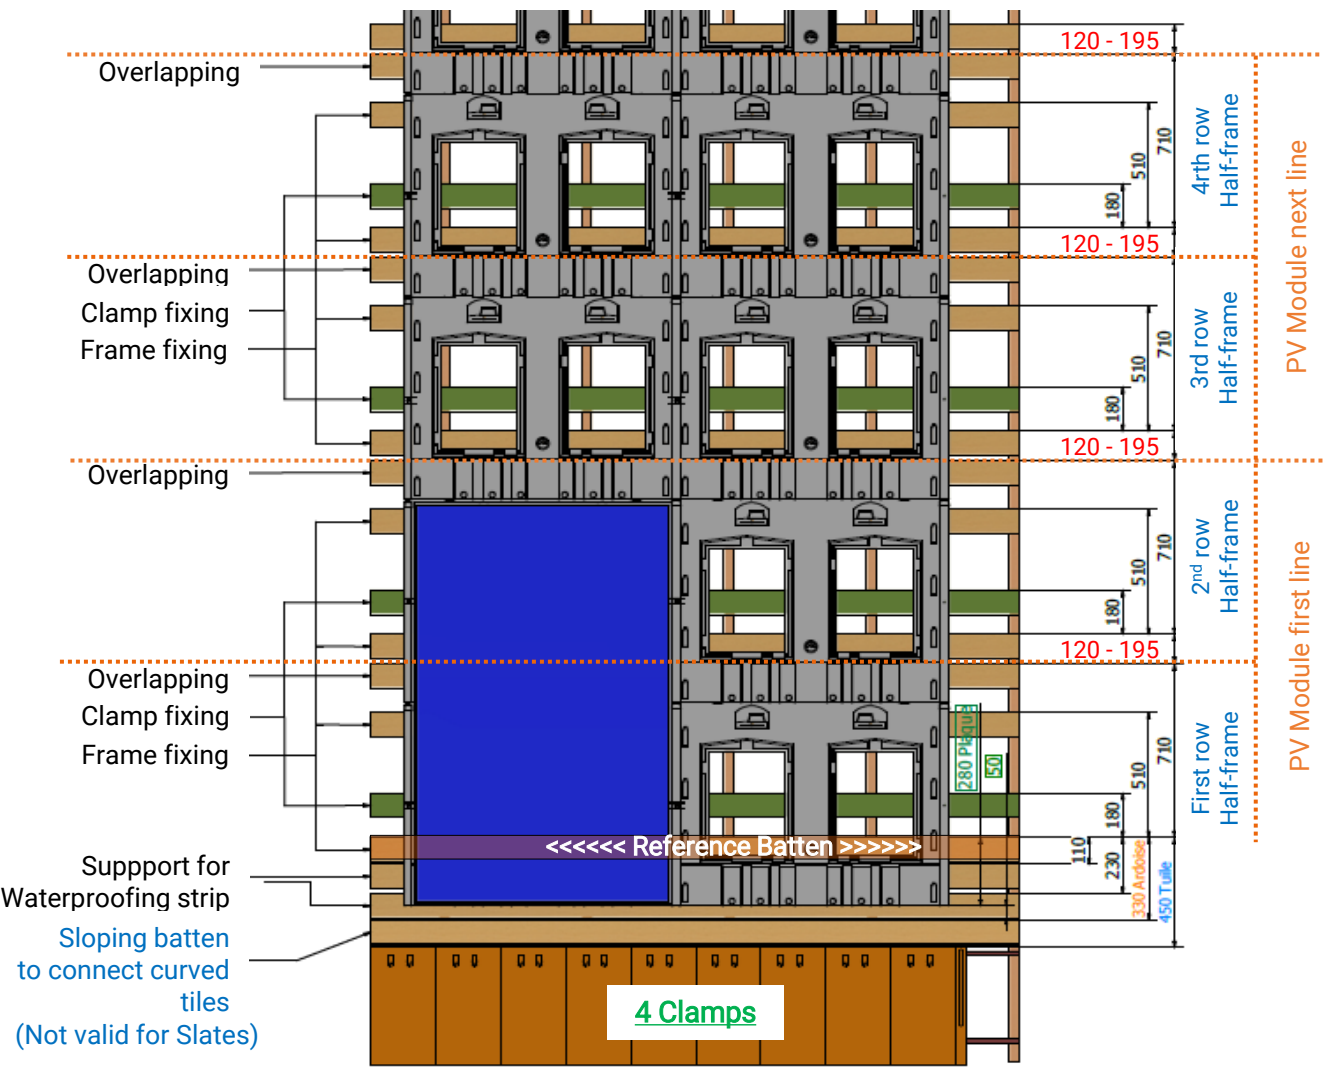 120 - 195
Overlapping
4rth row
Half-frame
710
510
180
120 - 195
PV Module next line
Overlapping
Clamp fixing
Frame fixing
3rd row
Half-frame
710
510
180
120 - 195
Overlapping
2nd row
Half-frame
710
510
180
120 - 195
PV Module first line
Overlapping
Clamp fixing
Frame fixing
280 Plaque
50
First row
Half-frame
710
510
180
<<<<<< Reference Batten >>>>>>
110
230
330 Ardoise
450 Tuile
Suppport for
Waterproofing strip
Sloping batten
to connect curved
tiles
(Not valid for Slates)
4 Clamps